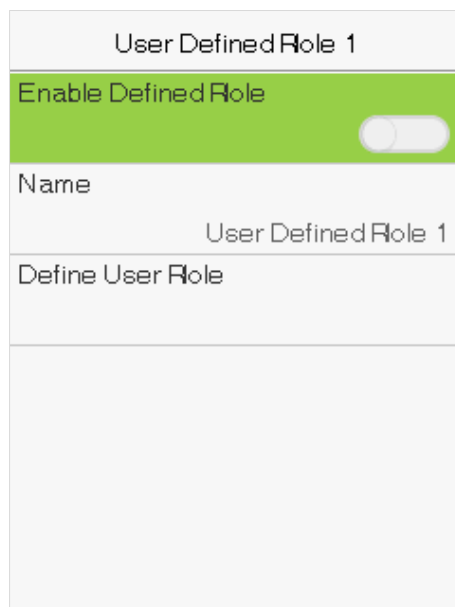 User Defined Role 1
Enable Defined Role
Name
User Defined Role 1
Define User Role